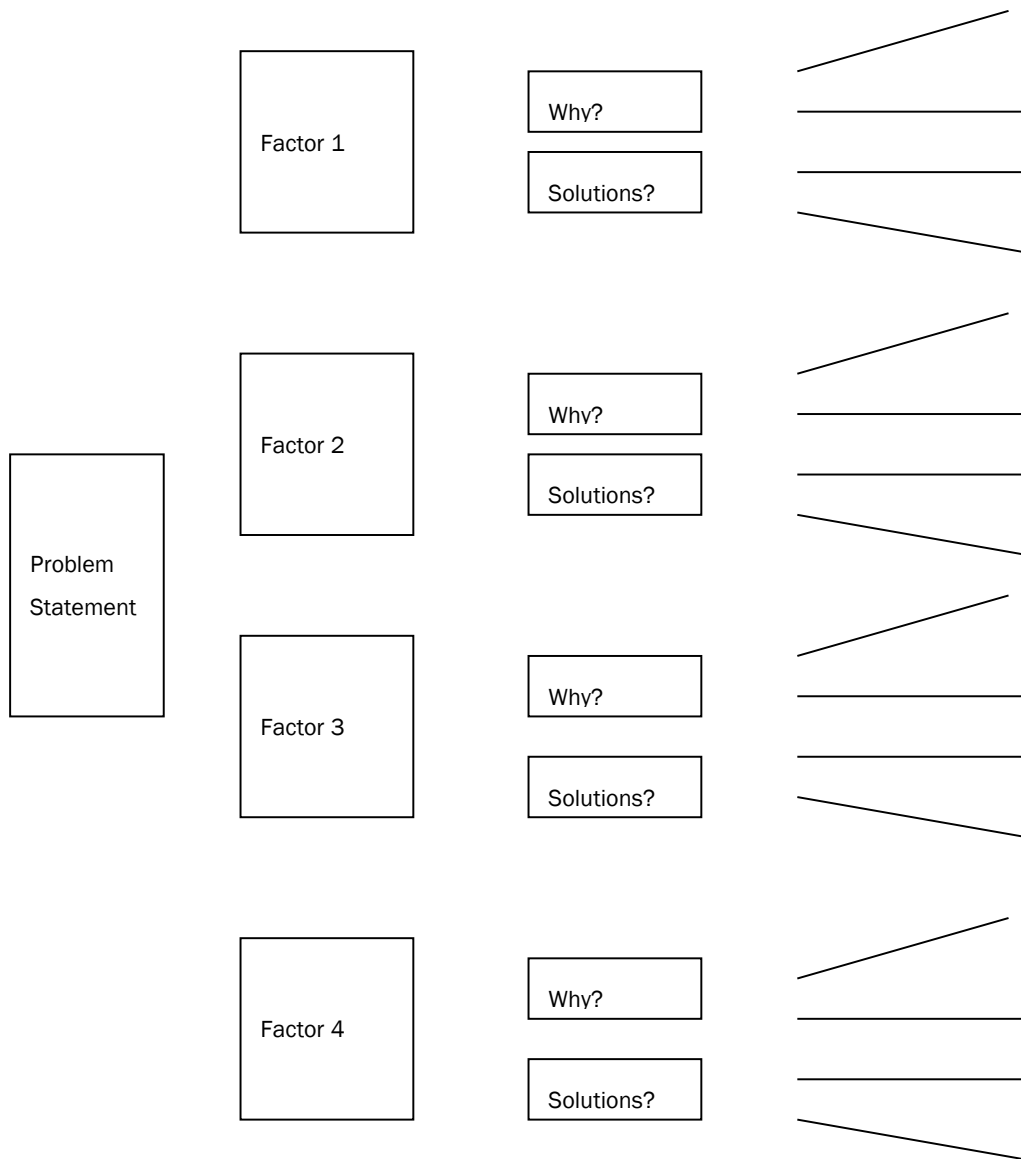 Factor 1
Why?
Solutions?
Factor 2
Why?
Solutions?
Problem
Statement
Factor 3
Why?
Solutions?
Factor 4
Why?
Solutions?